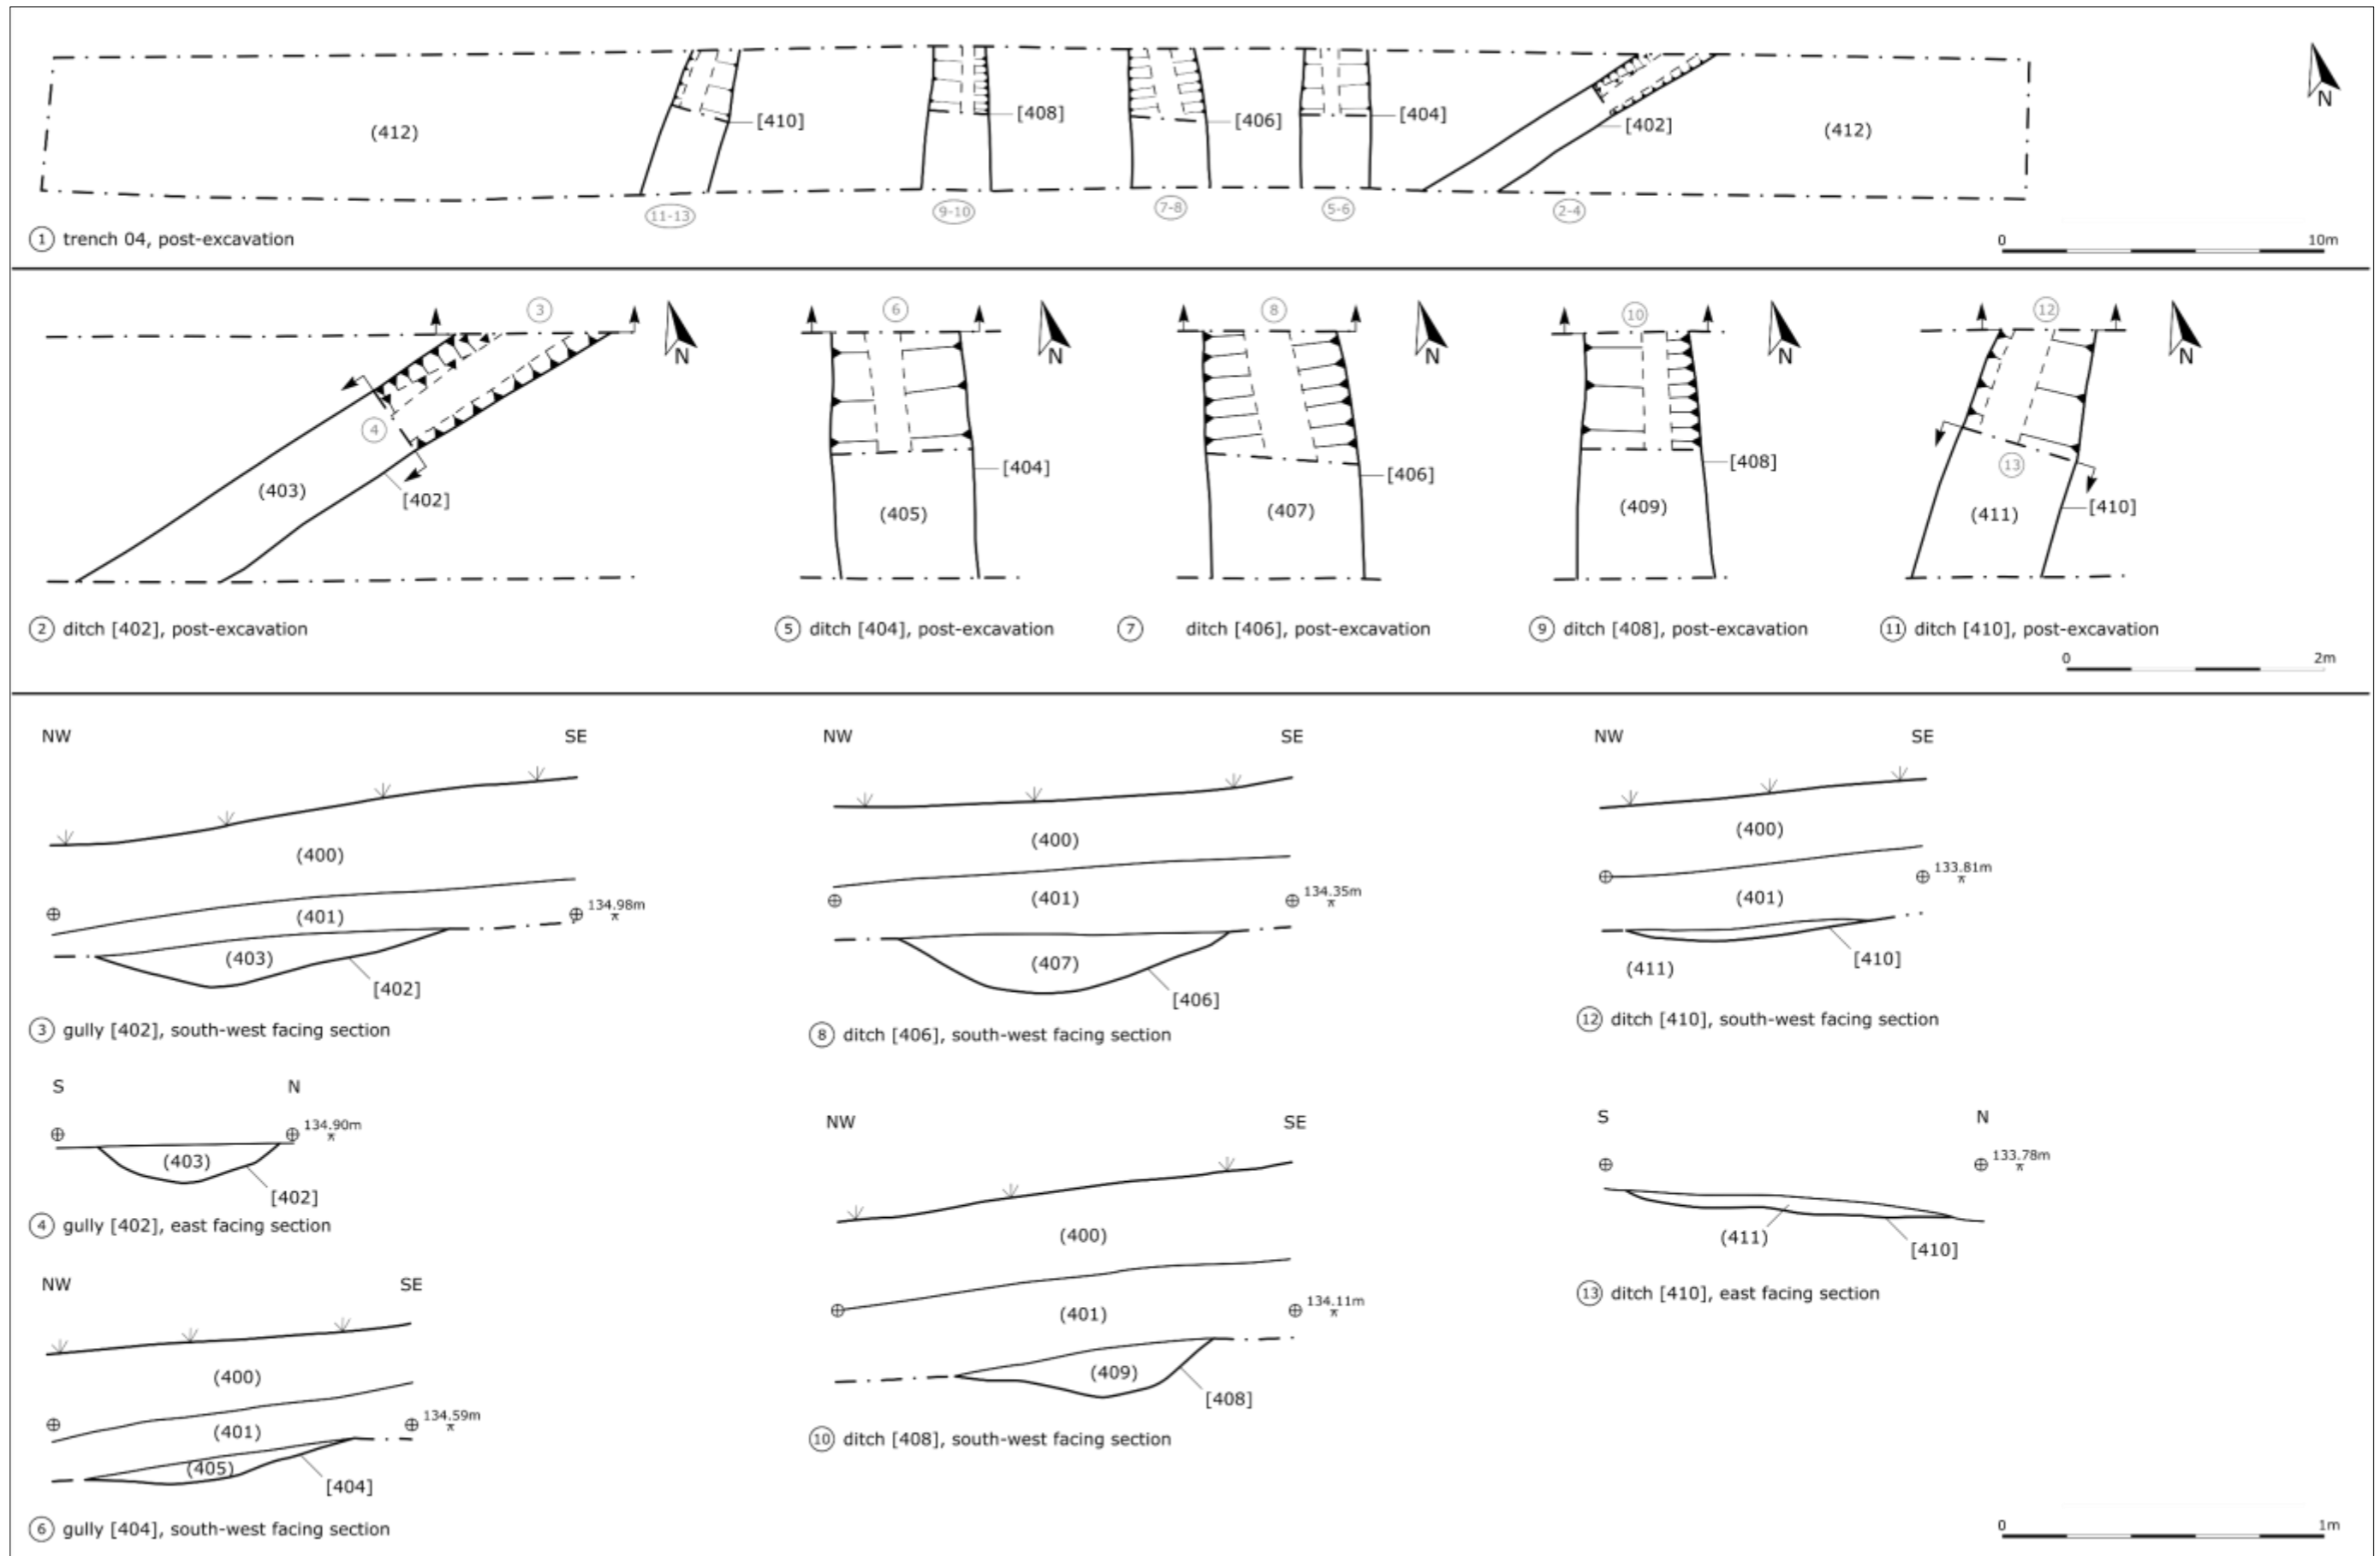 (412)
[410]
[408]
[406]
[404]
[402]
(412)
N
11-13
9-10
7-8
5-6
2-4
1 trench 04, post-excavation
0 10m
3
4
(403)
[402]
N
6
[404]
(405)
N
8
[406]
(407)
N
10
[408]
(409)
N
12
13
[410]
(411)
N
2 ditch [402], post-excavation
5 ditch [404], post-excavation
7 ditch [406], post-excavation
9 ditch [408], post-excavation
11 ditch [410], post-excavation
0 2m
NW SE
(400)
(401)
134.98m
(403)
[402]
3 gully [402], south-west facing section
S N
134.90m
(403)
[402]
4 gully [402], east facing section
NW SE
(400)
(401)
134.59m
(405)
[404]
6 gully [404], south-west facing section
NW SE
(400)
(401)
134.35m
(407)
[406]
8 ditch [406], south-west facing section
NW SE
(400)
(401)
134.11m
(409)
[408]
10 ditch [408], south-west facing section
NW SE
(400)
133.81m
(401)
(411)
[410]
12 ditch [410], south-west facing section
S N
133.78m
(411)
[410]
13 ditch [410], east facing section
0 1m